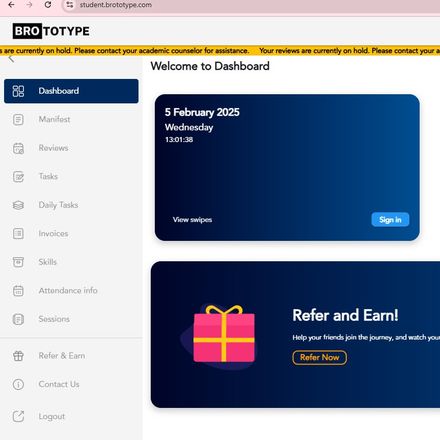 student.brototype.com
BROTOTYPE
are currently on hold. Please contact your academic counselor for assistance. Your reviews are currently on hold. Please contact your
Welcome to Dashboard
Dashboard
Manifest
Reviews
Tasks
Daily Tasks
Invoices
Skills
Attendance info
Sessions
Refer & Earn
Contact Us
Logout
5 February 2025
Wednesday
13:01:38
View swipes
Sign in
Refer and Earn!
Help your friends join the journey, and watch your
Refer Now